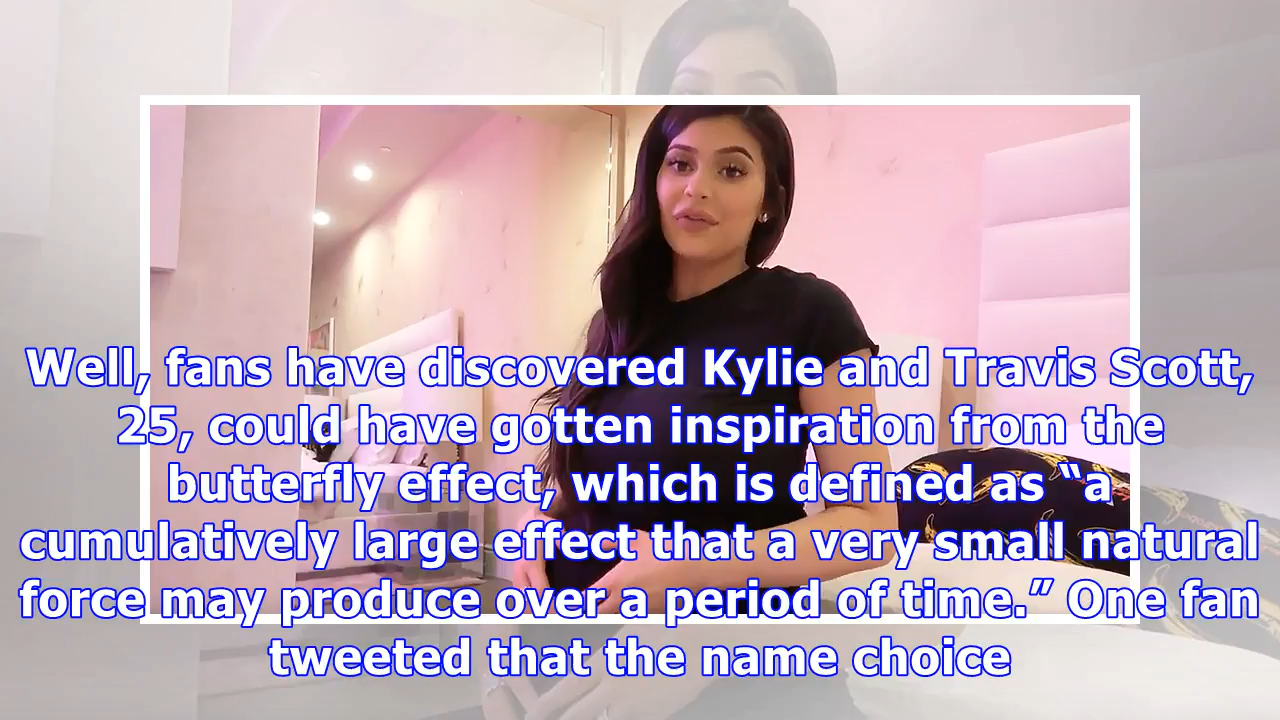 Well, fans have discovered Kylie and Travis Scott,
25, could have gotten inspiration from the
butterfly effect, which is defined as “a
cumulatively large effect that a very small natural
force may produce over a period of time.” One fan
tweeted that the name choice